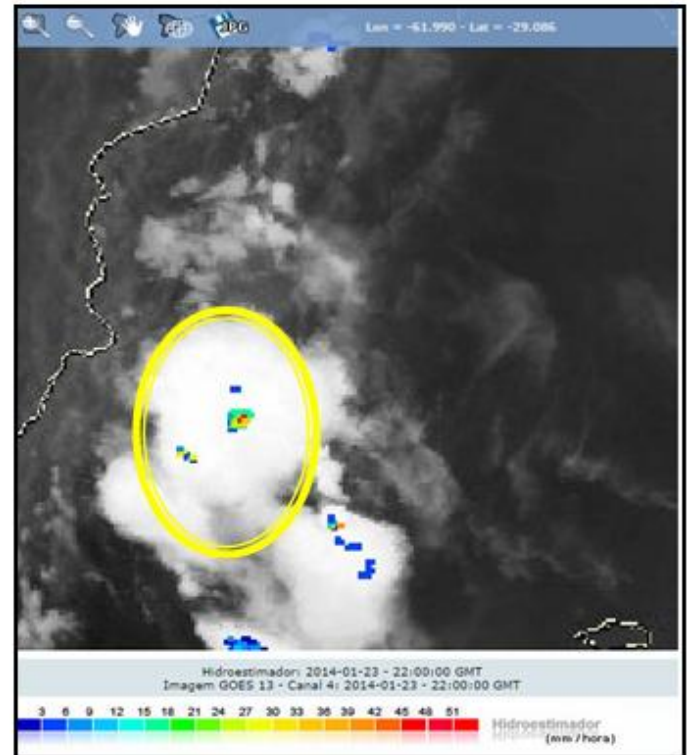 JPG
Lon = -61.990 - Lat = -29.086
Hidroestimador: 2014-01-23 - 22:00:00 GMT
Imagem GOES 13 - Canal 4: 2014-01-23 - 22:00:00 GMT
3 6 9 12 15 18 21 24 27 30 33 36 39 42 45 48 51
Hidroestimador
(mm/hora)